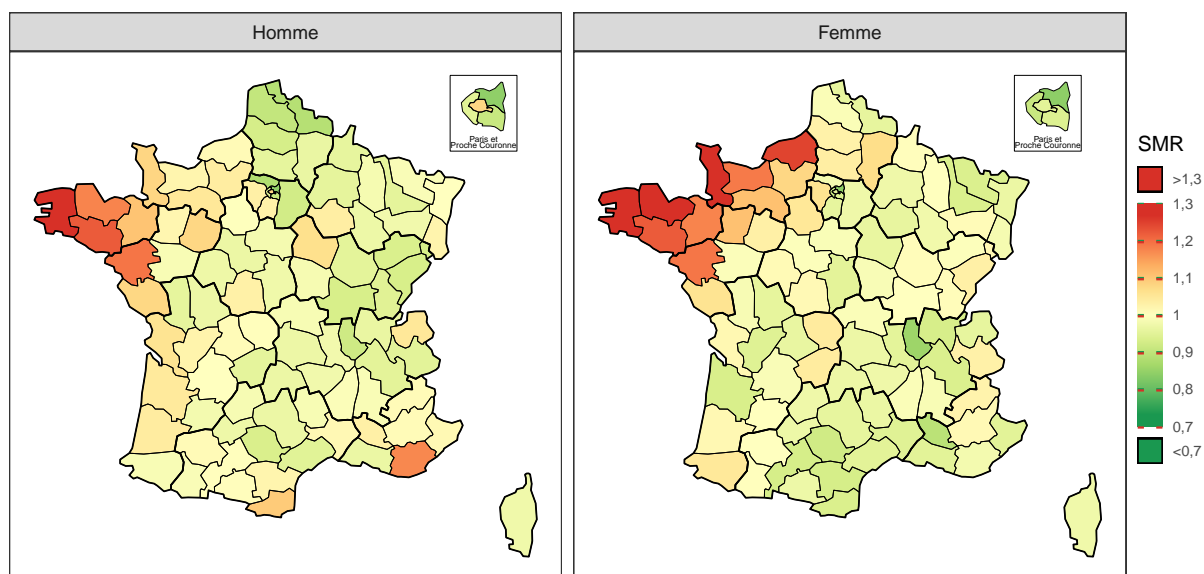 Homme
Femme
Paris et
Proche Couronne
Paris et
Proche Couronne
SMR
>1,3
1.3
1,2
1,1
1,0
0,9
0,8
0,7
<0,7